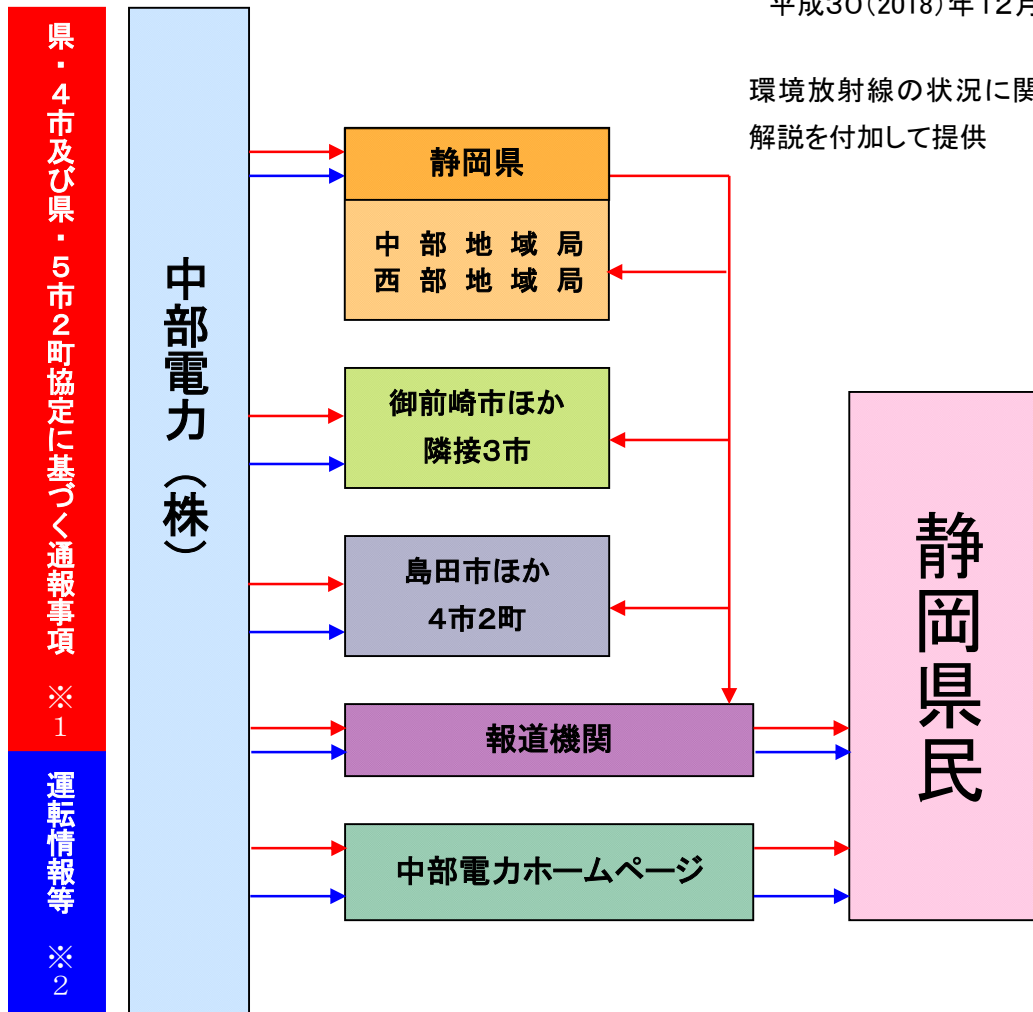 平成30(2018)年12月
環境放射線の状況に関
解説を付加して提供
県・4市及び県・5市2町協定に基づく通報事項 ※1
運転情報等 ※2
中部電力(株)
静岡県
中部地域局
西部地域局
御前崎市ほか
隣接3市
島田市ほか
4市2町
報道機関
中部電力ホームページ
静岡県民